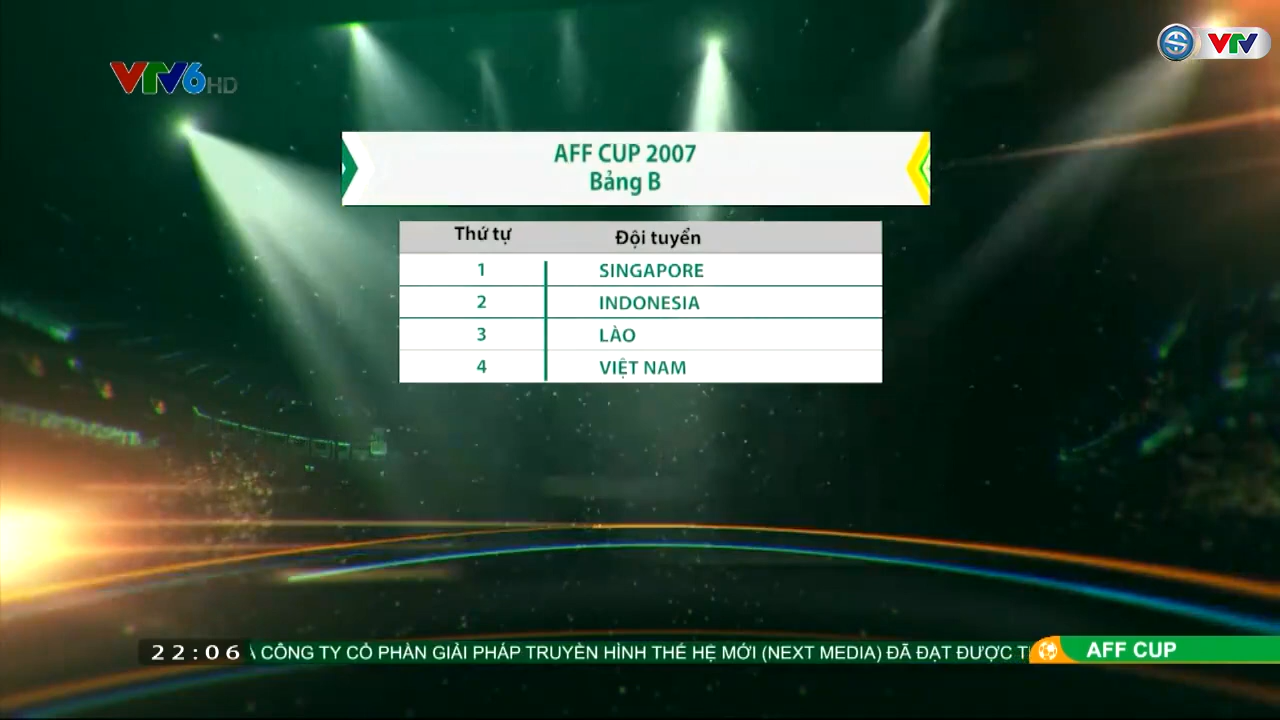 VTV
VTV6HD
AFF CUP 2007
Bảng B
Thứ tự Đội tuyển
1 SINGAPORE
2 INDONESIA
3 LÀO
4 VIỆT NAM
22:06 CÔNG TY CỔ PHẦN GIẢI PHÁP TRUYỀN HÌNH THẾ HỆ MỚI (NEXT MEDIA) ĐÃ ĐẠT ĐƯỢC AFF CUP